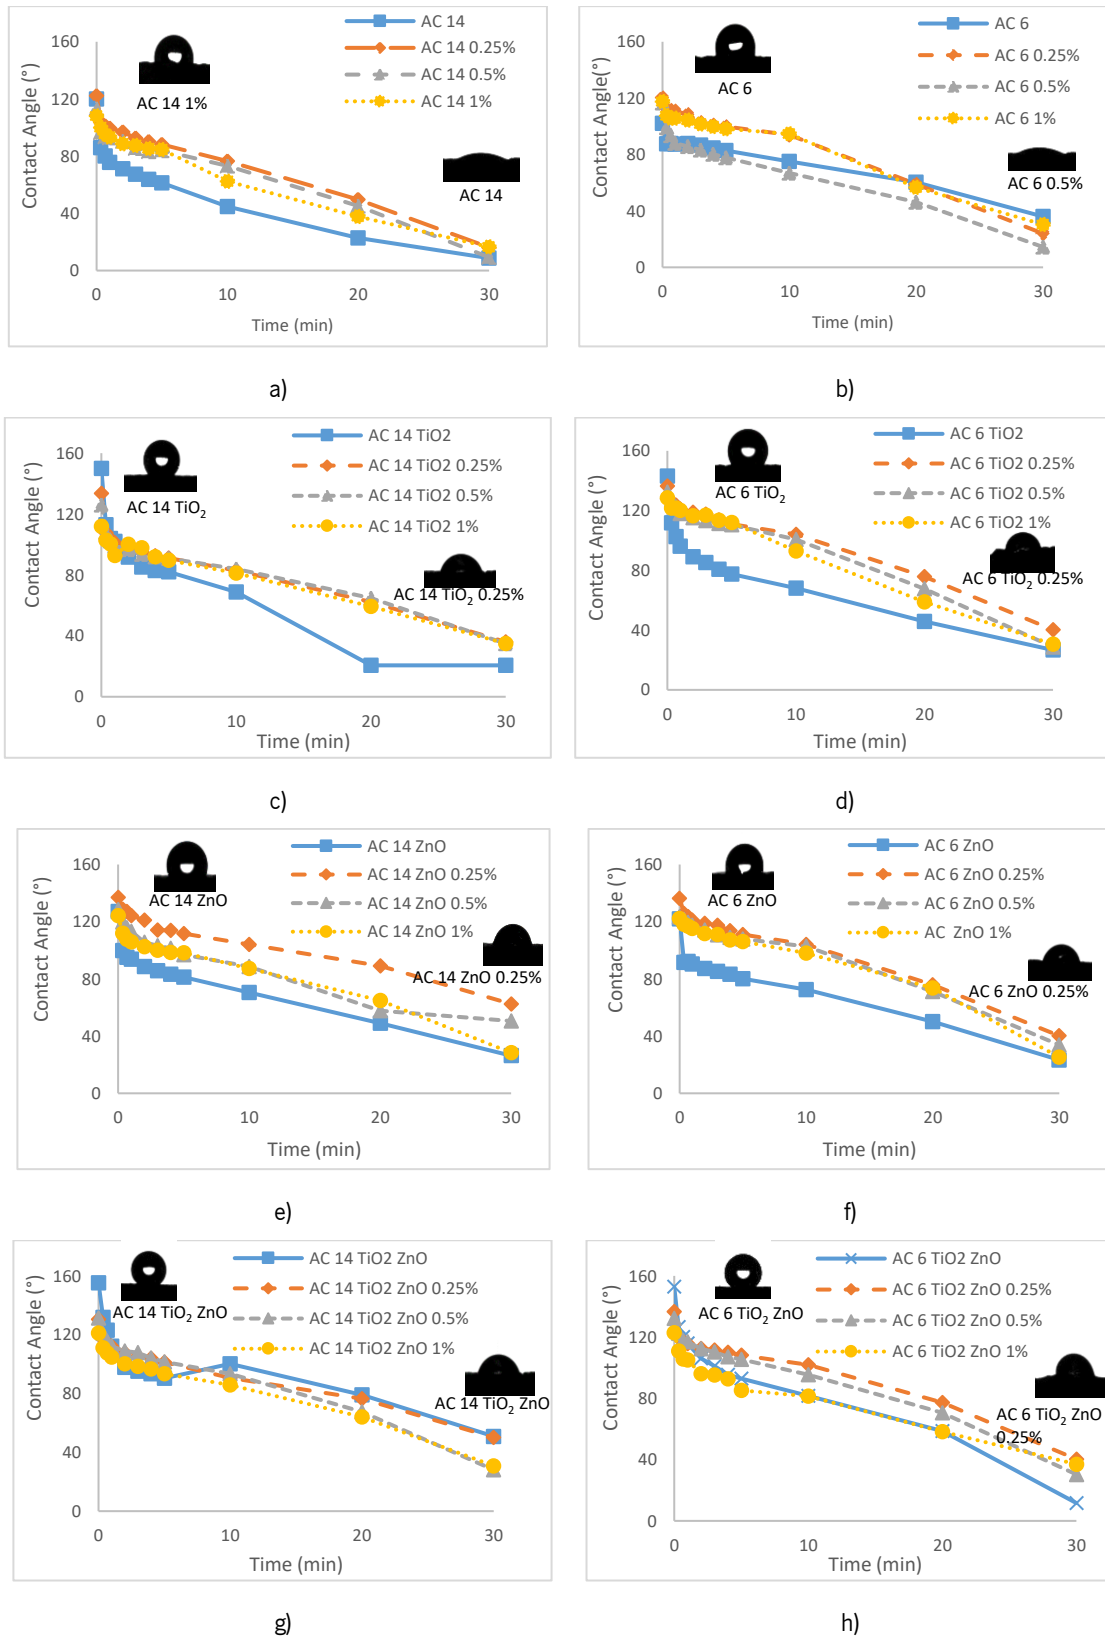 AC 14
AC 14 0.25%
AC 14 0.5%
AC 14 1%
AC 14 1%
AC 14
Contact Angle (°)
160
120
80
40
0
0 10 20 30
Time (min)
a)
AC 6
AC 6 0.25%
AC 6 0.5%
AC 6 1%
AC 6
AC 6 0.5%
Contact Angle(°)
160
120
80
40
0
0 10 20 30
Time (min)
b)
AC 14 TiO2
AC 14 TiO2 0.25%
AC 14 TiO2 0.5%
AC 14 TiO2 1%
AC 14 TiO₂
AC 14 TiO₂ 0.25%
Contact Angle (°)
160
120
80
40
0
0 10 20 30
Time (min)
c)
AC 6 TiO2
AC 6 TiO2 0.25%
AC 6 TiO2 0.5%
AC 6 TiO2 1%
AC 6 TiO₂
AC 6 TiO₂ 0.25%
Contact Angle (°)
160
120
80
40
0
0 10 20 30
Time (min)
d)
AC 14 ZnO
AC 14 ZnO 0.25%
AC 14 ZnO 0.5%
AC 14 ZnO 1%
AC 14 ZnO
AC 14 ZnO 0.25%
Contact Angle (°)
160
120
80
40
0
0 10 20 30
Time (min)
e)
AC 6 ZnO
AC 6 ZnO 0.25%
AC 6 ZnO 0.5%
AC ZnO 1%
AC 6 ZnO
AC 6 ZnO 0.25%
Contact Angle (°)
160
120
80
40
0
0 10 20 30
Time (min)
f)
AC 14 TiO2 ZnO
AC 14 TiO2 ZnO 0.25%
AC 14 TiO2 ZnO 0.5%
AC 14 TiO2 ZnO 1%
AC 14 TiO₂ ZnO
AC 14 TiO₂ ZnO
Contact Angle (°)
160
120
80
40
0
0 10 20 30
Time (min)
g)
AC 6 TiO2 ZnO
AC 6 TiO2 ZnO 0.25%
AC 6 TiO2 ZnO 0.5%
AC 6 TiO2 ZnO 1%
AC 6 TiO₂ ZnO
AC 6 TiO₂ ZnO
0.25%
Contact Angle (°)
160
120
80
40
0
0 10 20 30
Time (min)
h)